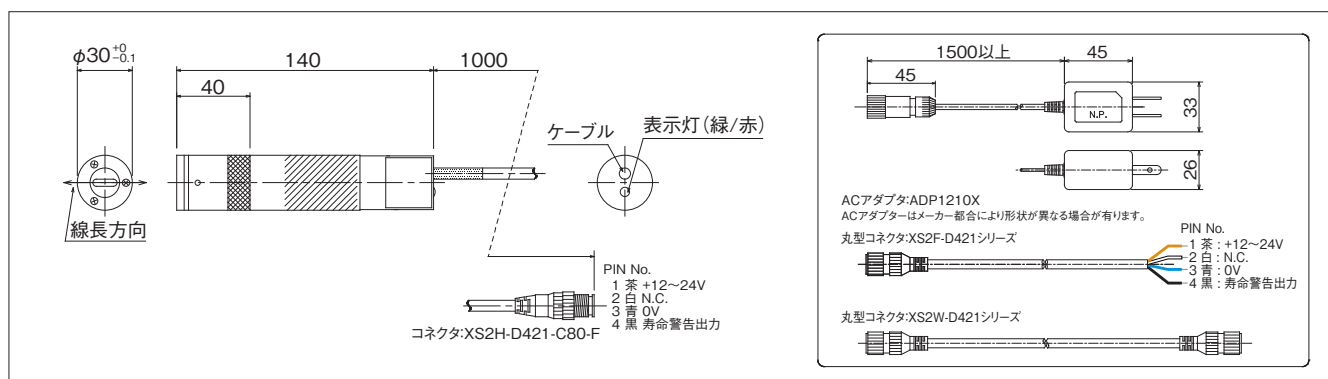 φ30 +0 -0.1
140
1000
40
ケーブル
表示灯(緑/赤)
線長方向
PIN No.
1 茶 +12～24V
2 白 N.C.
3 青 0V
4 黒 寿命警告出力
コネクタ:XS2H-D421-C80-F
1500以上
45
45
33
N.P.
26
ACアダプタ:ADP1210X
ACアダプターはメーカー都合により形状が異なる場合が有ります。
丸型コネクタ:XS2F-D421シリーズ
PIN No.
1 茶 : +12～24V
2 白 : N.C.
3 青 : 0V
4 黒 : 寿命警告出力
丸型コネクタ:XS2W-D421シリーズ